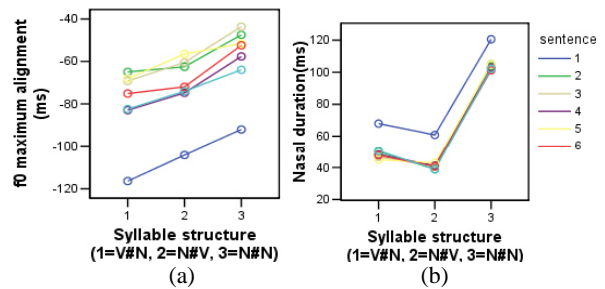 -40
-60
-80
-100
-120
f0 maximum alignment
(ms)
1 2 3
Syllable structure
(1=V#N, 2=N#V, 3=N#N)
(a)
120
100
80
60
40
20
Nasal duration(ms)
1 2 3
Syllable structure
(1=V#N, 2=N#V, 3=N#N)
(b)
sentence
1
2
3
4
5
6